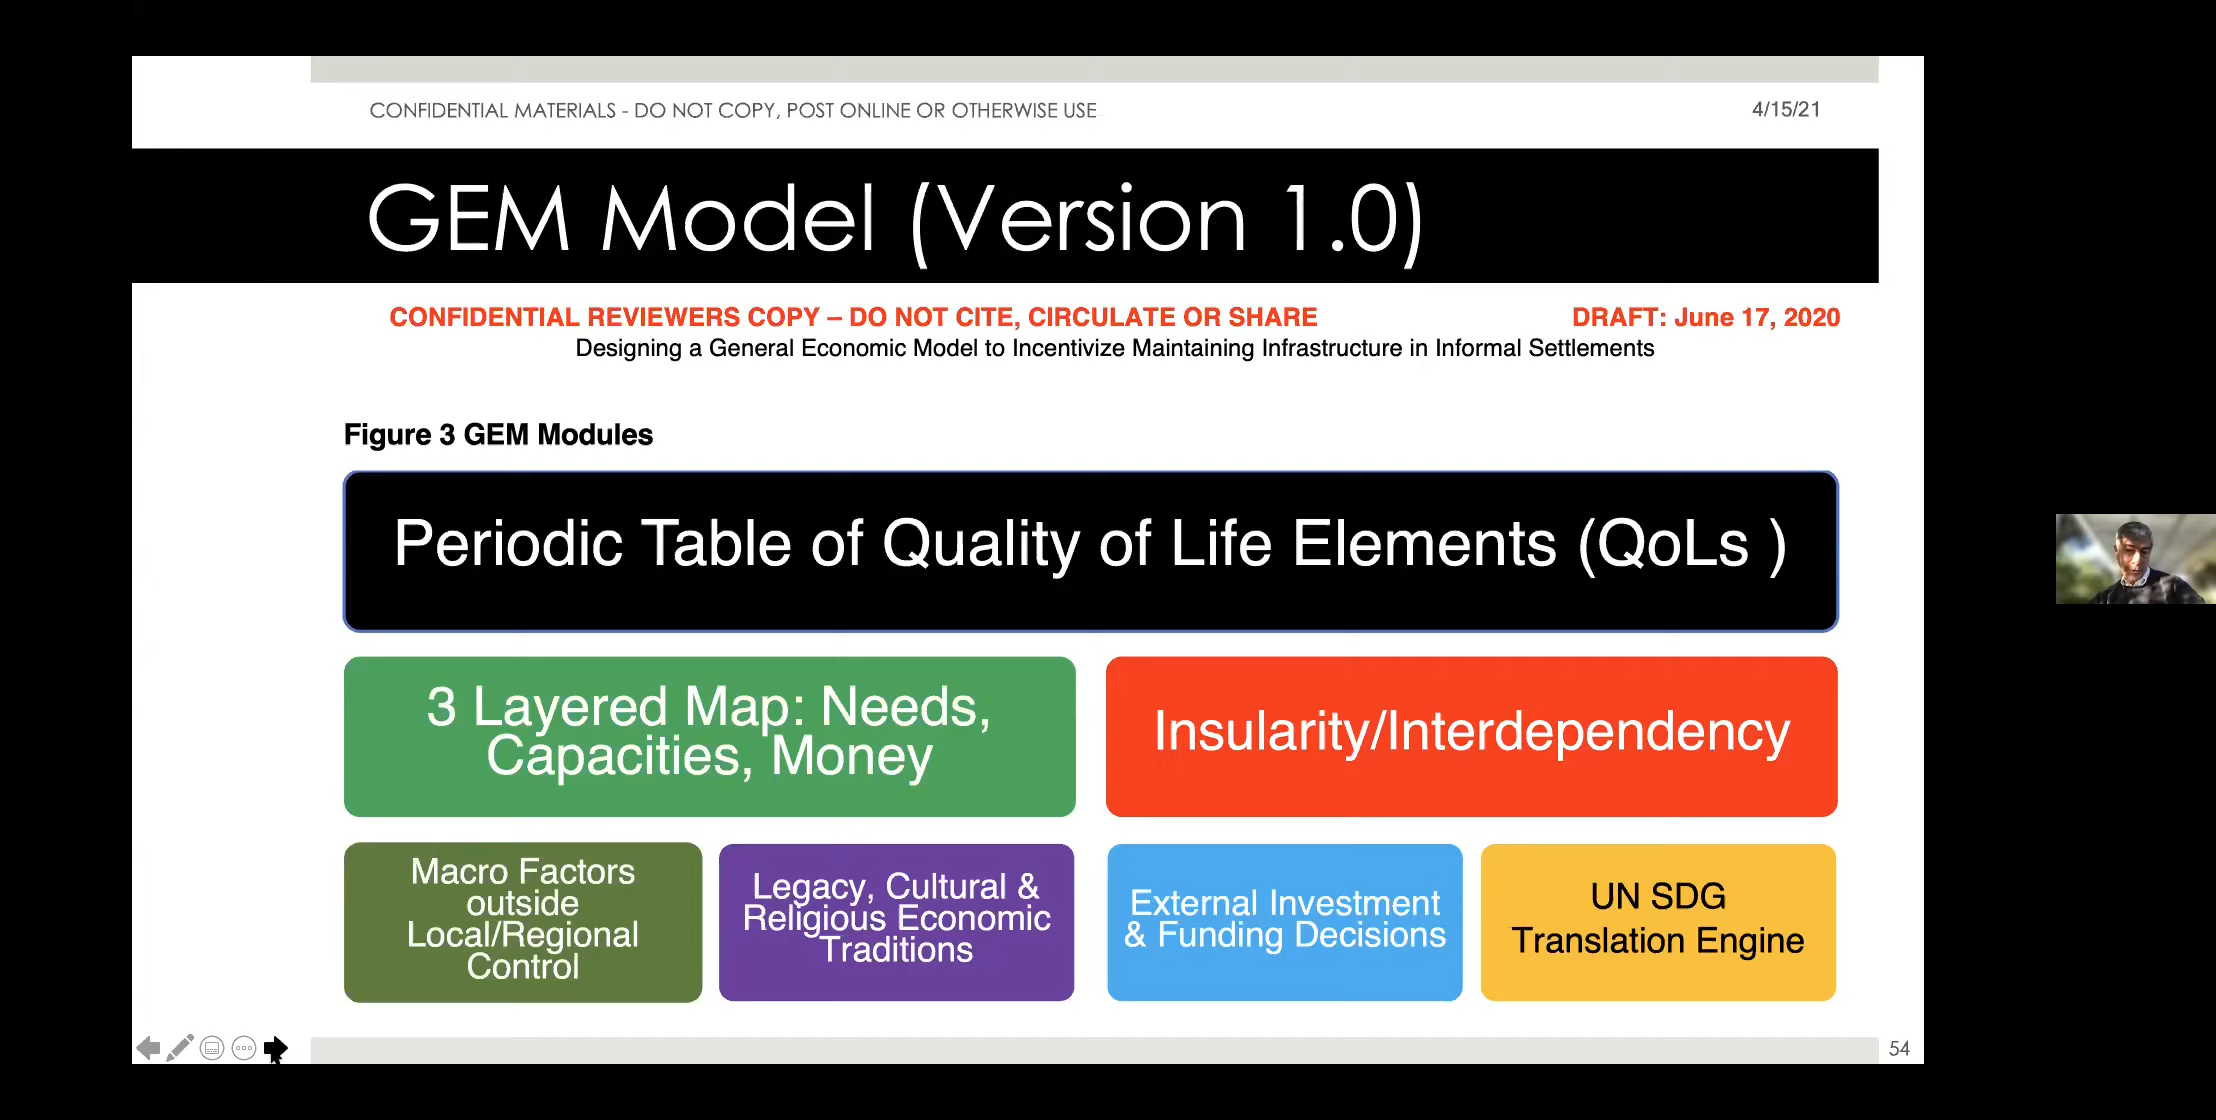 CONFIDENTIAL MATERIALS - DO NOT COPY, POST ONLINE OR OTHERWISE USE
4/15/21
GEM Model (Version 1.0)
CONFIDENTIAL REVIEWERS COPY – DO NOT CITE, CIRCULATE OR SHARE
DRAFT: June 17, 2020
Designing a General Economic Model to Incentivize Maintaining Infrastructure in Informal Settlements
Figure 3 GEM Modules
Periodic Table of Quality of Life Elements (QoLs )
3 Layered Map: Needs,
Capacities, Money
Insularity/Interdependency
Macro Factors
outside
Local/Regional
Control
Legacy, Cultural &
Religious Economic
Traditions
External Investment
& Funding Decisions
UN SDG
Translation Engine
54